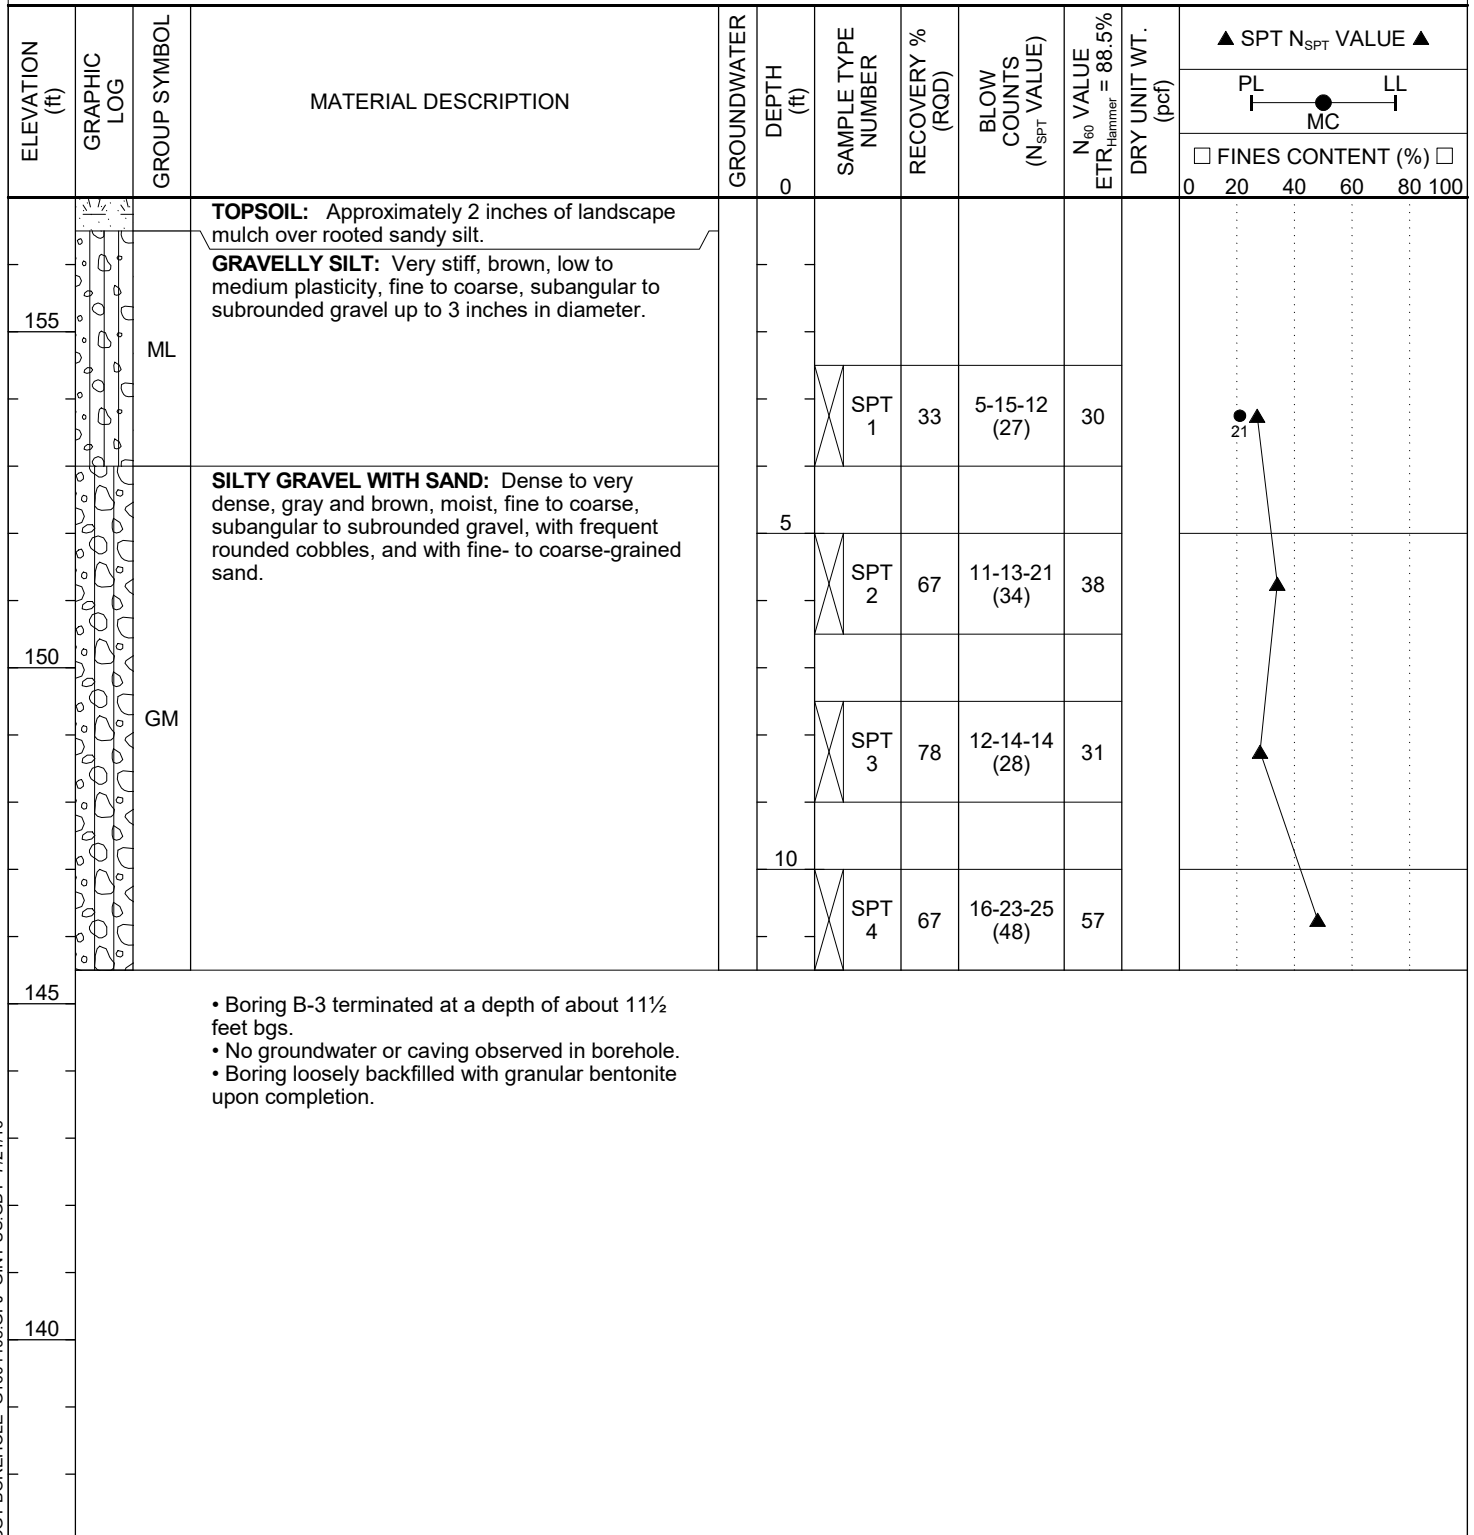 ELEVATION
(ft)
GRAPHIC
LOG
GROUP SYMBOL
MATERIAL DESCRIPTION
GROUNDWATER
DEPTH
(ft)
0
SAMPLE TYPE
NUMBER
RECOVERY %
(RQD)
BLOW
COUNTS
(NSPT VALUE)
N60 VALUE
ETRHammer = 88.5%
DRY UNIT WT.
(pcf)
▲ SPT NSPT VALUE ▲
PL LL
MC
□ FINES CONTENT (%) □
0 20 40 60 80 100
TOPSOIL: Approximately 2 inches of landscape
mulch over rooted sandy silt.
GRAVELLY SILT: Very stiff, brown, low to
medium plasticity, fine to coarse, subangular to
subrounded gravel up to 3 inches in diameter.
155
ML
SPT
1
33
5-15-12
(27)
30
21
SILTY GRAVEL WITH SAND: Dense to very
dense, gray and brown, moist, fine to coarse,
subangular to subrounded gravel, with frequent
rounded cobbles, and with fine- to coarse-grained
sand.
5
SPT
2
67
11-13-21
(34)
38
150
GM
SPT
3
78
12-14-14
(28)
31
10
SPT
4
67
16-23-25
(48)
57
145
• Boring B-3 terminated at a depth of about 11½
feet bgs.
• No groundwater or caving observed in borehole.
• Boring loosely backfilled with granular bentonite
upon completion.
140